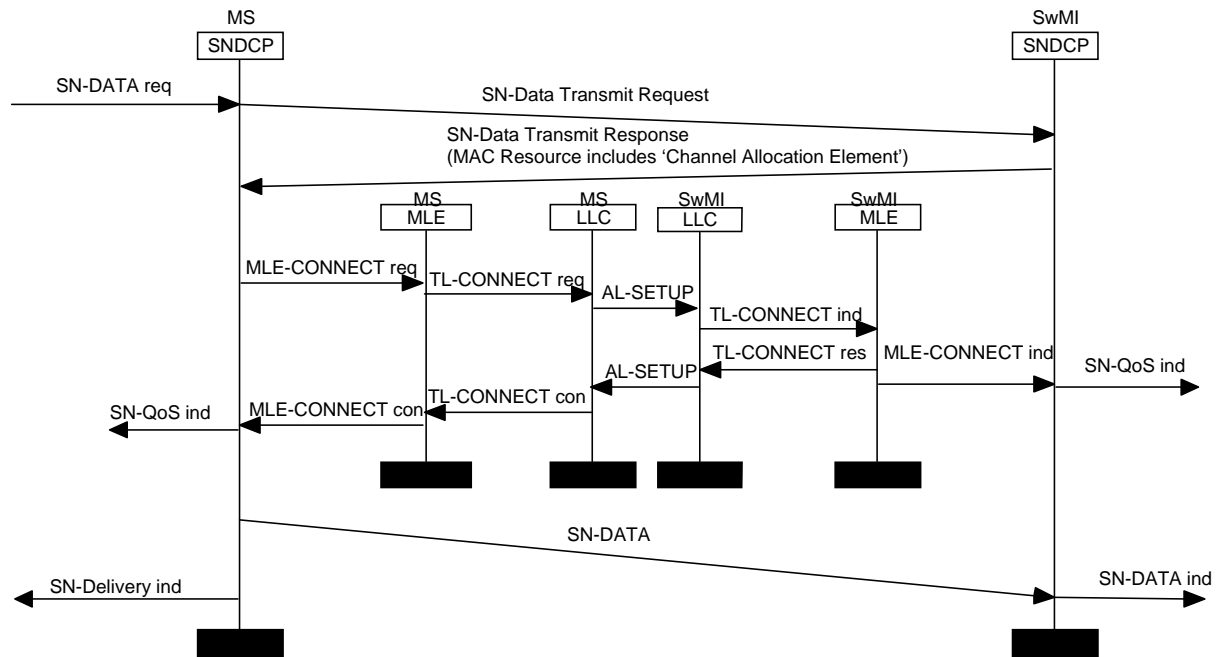 MS
SwMI
SNDCP
SNDCP
SN-DATA req
SN-Data Transmit Request
SN-Data Transmit Response
(MAC Resource includes ‘Channel Allocation Element’)
MS
MS
SwMI
SwMI
MLE
LLC
LLC
MLE
MLE-CONNECT req
TL-CONNECT req
AL-SETUP
TL-CONNECT ind
TL-CONNECT res
MLE-CONNECT ind
SN-QoS ind
AL-SETUP
TL-CONNECT con
MLE-CONNECT con
SN-QoS ind
SN-DATA
SN-Delivery ind
SN-DATA ind